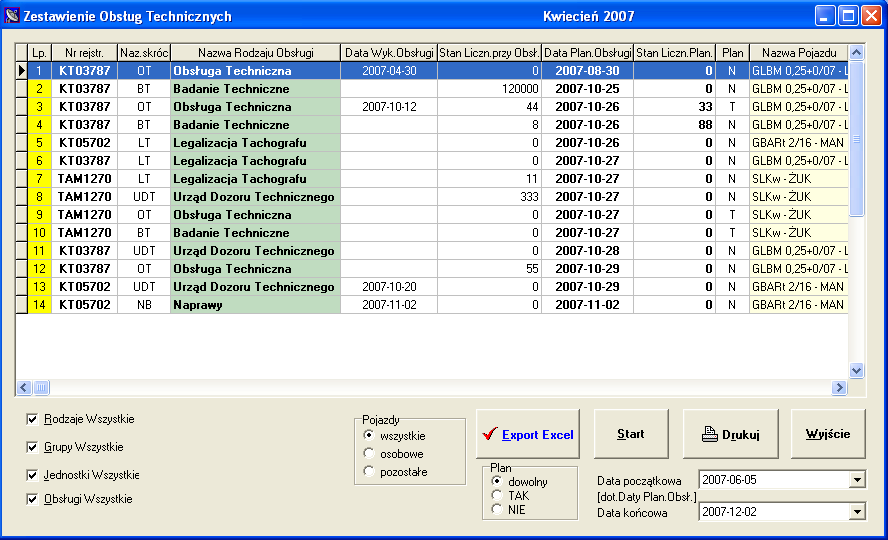 Zestawienie Obsług Technicznych Kwiecień 2007
Lp. Nr rejstr. Naz.skróc Nazwa Rodzaju Obsługi Data Wyk.Obsługi Stan Liczn.przy Obsł. Data Plan.Obsługi Stan Liczn.Plan. Plan Nazwa Pojazdu
1 KT03787 OT Obsługa Techniczna 2007-04-30 0 2007-08-30 0 N GLBM 0,25+0/07 - L
2 KT03787 BT Badanie Techniczne 120000 2007-10-25 0 N GLBM 0,25+0/07 - L
3 KT03787 OT Obsługa Techniczna 2007-10-12 44 2007-10-26 33 T GLBM 0,25+0/07 - L
4 KT03787 BT Badanie Techniczne 8 2007-10-26 88 N GLBM 0,25+0/07 - L
5 KT05702 LT Legalizacja Tachografu 0 2007-10-26 0 N GBARt 2/16 - MAN
6 KT03787 LT Legalizacja Tachografu 0 2007-10-27 0 N GLBM 0,25+0/07 - L
7 TAM1270 LT Legalizacja Tachografu 11 2007-10-27 0 N SLKw - ŻUK
8 TAM1270 UDT Urząd Dozoru Technicznego 333 2007-10-27 0 N SLKw - ŻUK
9 TAM1270 OT Obsługa Techniczna 0 2007-10-27 0 T SLKw - ŻUK
10 TAM1270 BT Badanie Techniczne 0 2007-10-27 0 T SLKw - ŻUK
11 KT03787 UDT Urząd Dozoru Technicznego 0 2007-10-28 0 N GLBM 0,25+0/07 - L
12 KT03787 OT Obsługa Techniczna 55 2007-10-29 0 N GLBM 0,25+0/07 - L
13 KT05702 UDT Urząd Dozoru Technicznego 2007-10-20 0 2007-10-29 0 N GBARt 2/16 - MAN
14 KT05702 NB Naprawy 2007-11-02 0 2007-11-02 0 N GBARt 2/16 - MAN
Rodzaje Wszystkie
Grupy Wszystkie
Jednostki Wszystkie
Obsługi Wszystkie
Pojazdy
wszystkie
osobowe
pozostałe
Export Excel Start Drukuj Wyjście
Plan
dowolny
TAK
NIE
Data początkowa 2007-06-05
[dot.Daty Plan.Obsł.]
Data końcowa 2007-12-02